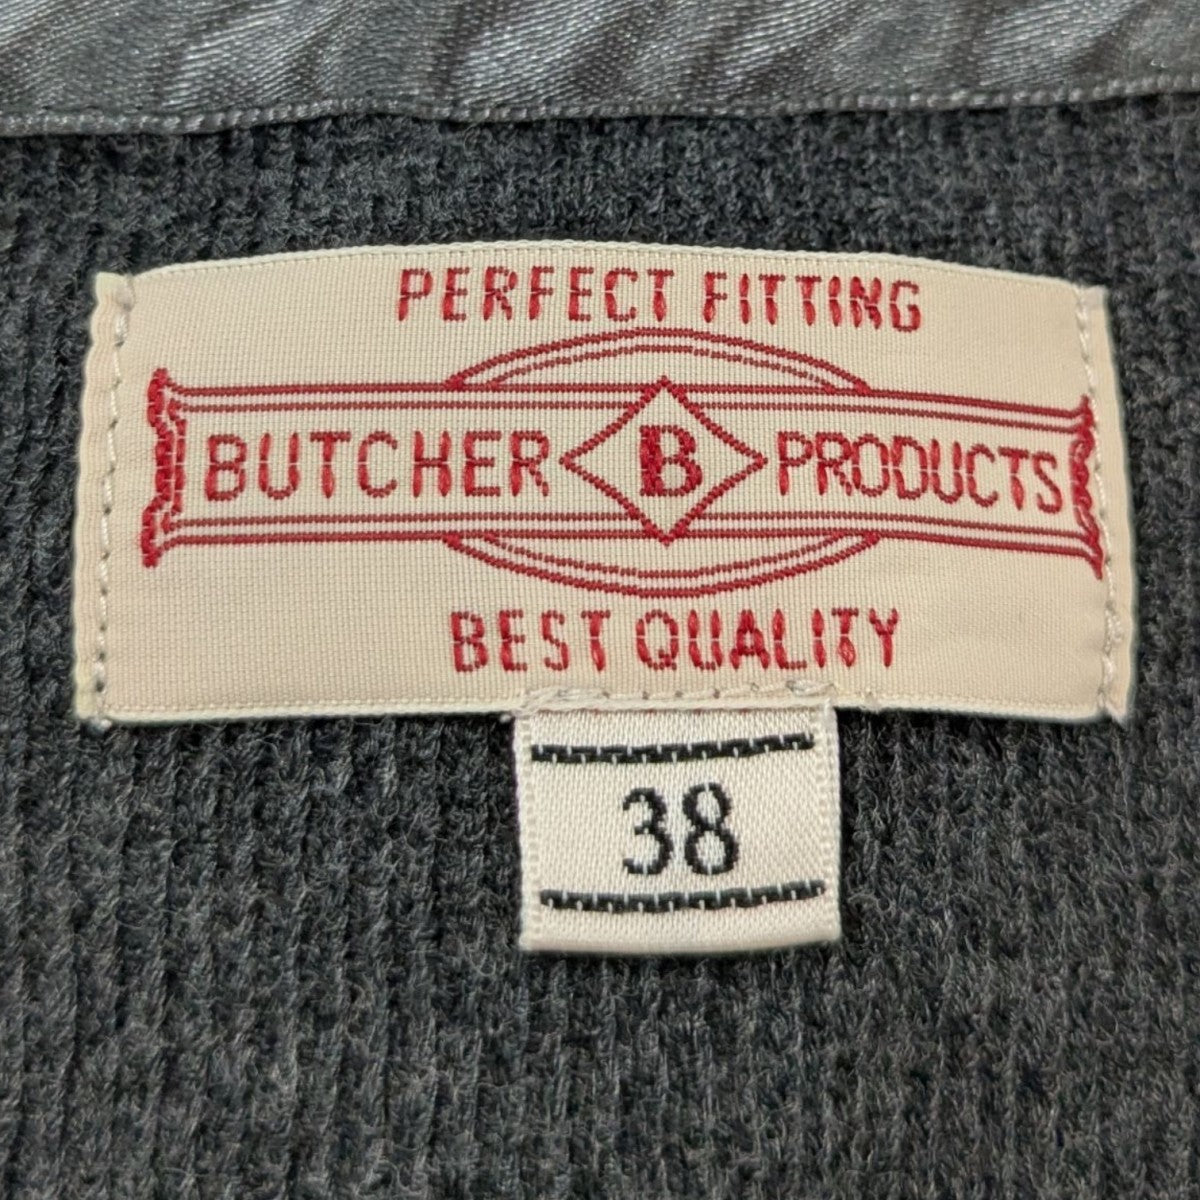 PERFECT FITTING
BUTCHER B PRODUCTS
BEST QUALITY
38